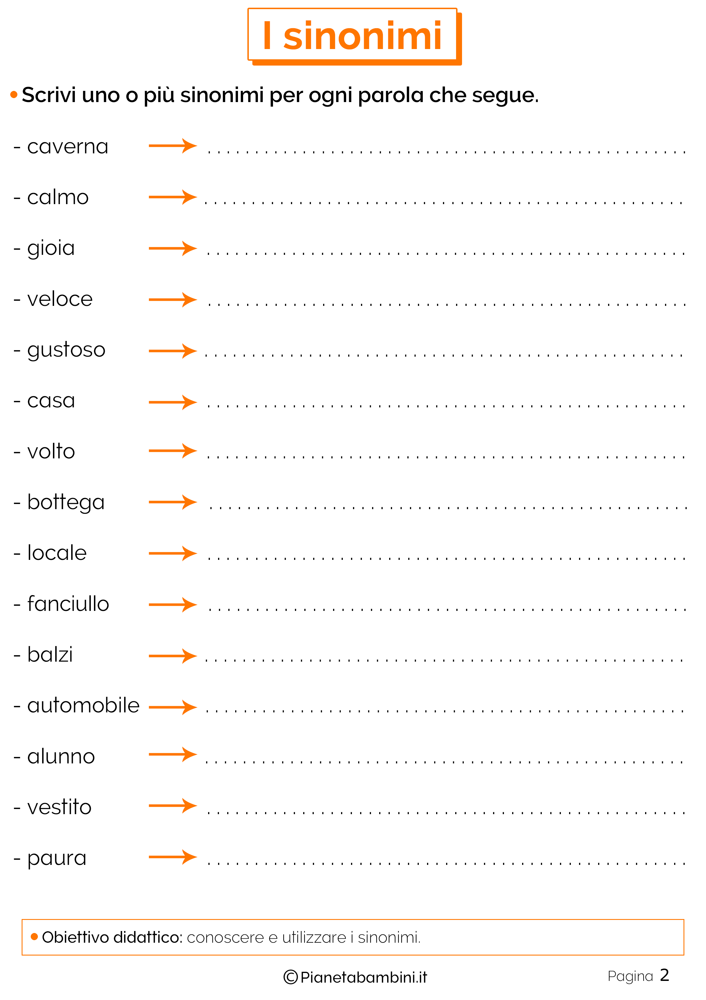 I sinonimi
• Scrivi uno o più sinonimi per ogni parola che segue.
- caverna → . . . . . . . . . . . . . . . . . . . . . . . . . . . . . . . . . . . . . . . . . . . . . . . . . . .
- calmo → . . . . . . . . . . . . . . . . . . . . . . . . . . . . . . . . . . . . . . . . . . . . . . . . . . .
- gioia → . . . . . . . . . . . . . . . . . . . . . . . . . . . . . . . . . . . . . . . . . . . . . . . . . . .
- veloce → . . . . . . . . . . . . . . . . . . . . . . . . . . . . . . . . . . . . . . . . . . . . . . . . . . .
- gustoso → . . . . . . . . . . . . . . . . . . . . . . . . . . . . . . . . . . . . . . . . . . . . . . . . . . .
- casa → . . . . . . . . . . . . . . . . . . . . . . . . . . . . . . . . . . . . . . . . . . . . . . . . . . .
- volto → . . . . . . . . . . . . . . . . . . . . . . . . . . . . . . . . . . . . . . . . . . . . . . . . . . .
- bottega → . . . . . . . . . . . . . . . . . . . . . . . . . . . . . . . . . . . . . . . . . . . . . . . . . . .
- locale → . . . . . . . . . . . . . . . . . . . . . . . . . . . . . . . . . . . . . . . . . . . . . . . . . . .
- fanciullo → . . . . . . . . . . . . . . . . . . . . . . . . . . . . . . . . . . . . . . . . . . . . . . . . . . .
- balzi → . . . . . . . . . . . . . . . . . . . . . . . . . . . . . . . . . . . . . . . . . . . . . . . . . . .
- automobile → . . . . . . . . . . . . . . . . . . . . . . . . . . . . . . . . . . . . . . . . . . . . . . . . . . .
- alunno → . . . . . . . . . . . . . . . . . . . . . . . . . . . . . . . . . . . . . . . . . . . . . . . . . . .
- vestito → . . . . . . . . . . . . . . . . . . . . . . . . . . . . . . . . . . . . . . . . . . . . . . . . . . .
- paura → . . . . . . . . . . . . . . . . . . . . . . . . . . . . . . . . . . . . . . . . . . . . . . . . . . .
• Obiettivo didattico: conoscere e utilizzare i sinonimi.
©Pianetabambini.it
Pagina 2